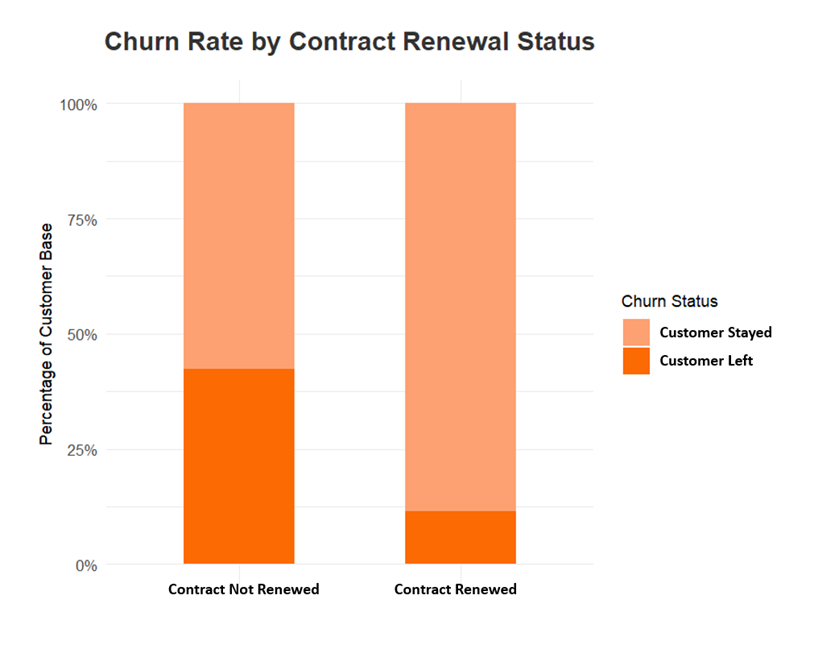 Churn Rate by Contract Renewal Status
100%
75%
50%
25%
0%
Percentage of Customer Base
Contract Not Renewed
Contract Renewed
Churn Status
Customer Stayed
Customer Left